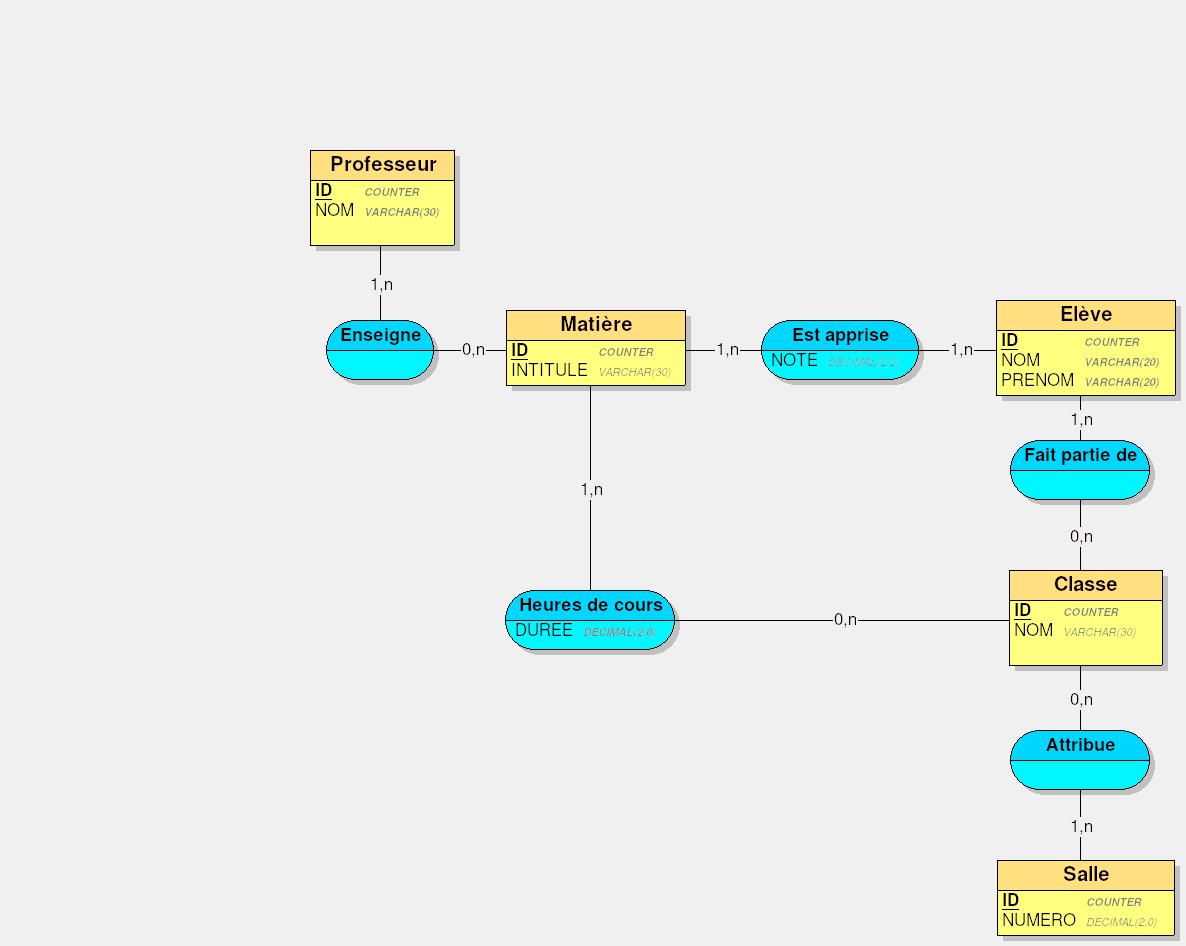 Professeur
ID COUNTER
NOM VARCHAR(30)
1,n
Enseigne
0,n
Matière
ID COUNTER
INTITULE VARCHAR(30)
1,n
Est apprise
NOTE DECIMAL(2,2)
1,n
Elève
ID COUNTER
NOM VARCHAR(20)
PRENOM VARCHAR(20)
1,n
Fait partie de
0,n
1,n
Heures de cours
DUREE DECIMAL(2,0)
0,n
Classe
ID COUNTER
NOM VARCHAR(30)
0,n
Attribue
1,n
Salle
ID COUNTER
NUMERO DECIMAL(2,0)